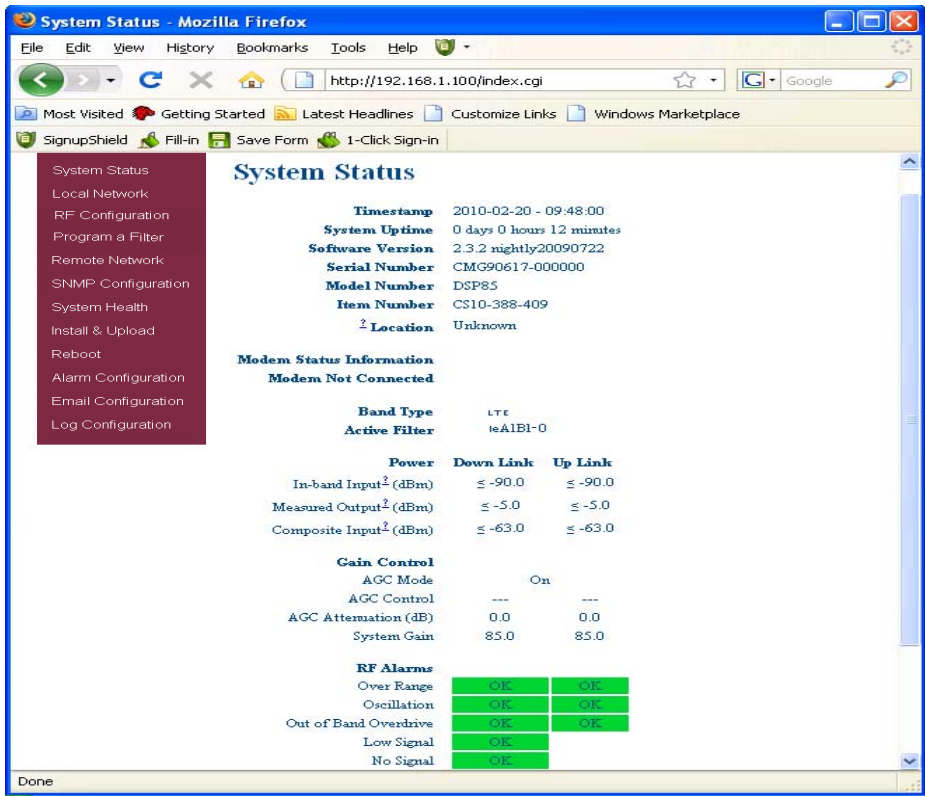 System Status - Mozilla Firefox
File Edit View History Bookmarks Tools Help
http://192.168.1.100/index.cgi Google
Most Visited Getting Started Latest Headlines Customize Links Windows Marketplace
SignupShield Fill-in Save Form 1-Click Sign-in
System Status
Local Network
RF Configuration
Program a Filter
Remote Network
SNMP Configuration
System Health
Install & Upload
Reboot
Alarm Configuration
Email Configuration
Log Configuration
System Status
Timestamp 2010-02-20 - 09:48:00
System Uptime 0 days 0 hours 12 minutes
Software Version 2.3.2 nightly20090722
Serial Number CMG90617-000000
Model Number DSP85
Item Number CS10-388-409
? Location Unknown
Modem Status Information
Modem Not Connected
Band Type LTE
Active Filter leA1B1-0
Power Down Link Up Link
In-band Input? (dBm) ≤ -90.0 ≤ -90.0
Measured Output? (dBm) ≤ -5.0 ≤ -5.0
Composite Input? (dBm) ≤ -63.0 ≤ -63.0
Gain Control
AGC Mode On
AGC Control --- ---
AGC Attenuation (dB) 0.0 0.0
System Gain 85.0 85.0
RF Alarms
Over Range OK OK
Oscillation OK OK
Out of Band Overdrive OK OK
Low Signal OK
No Signal OK
Done